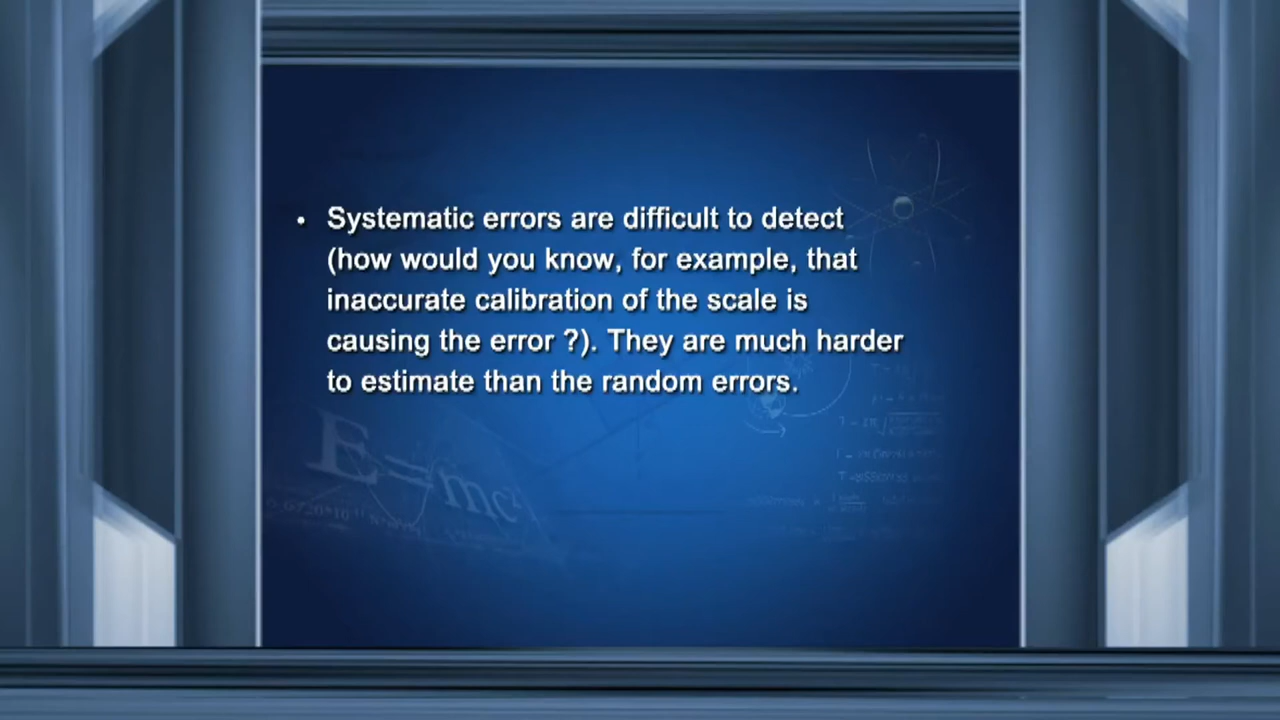 • Systematic errors are difficult to detect
(how would you know, for example, that
inaccurate calibration of the scale is
causing the error ?). They are much harder
to estimate than the random errors.
E=mc²